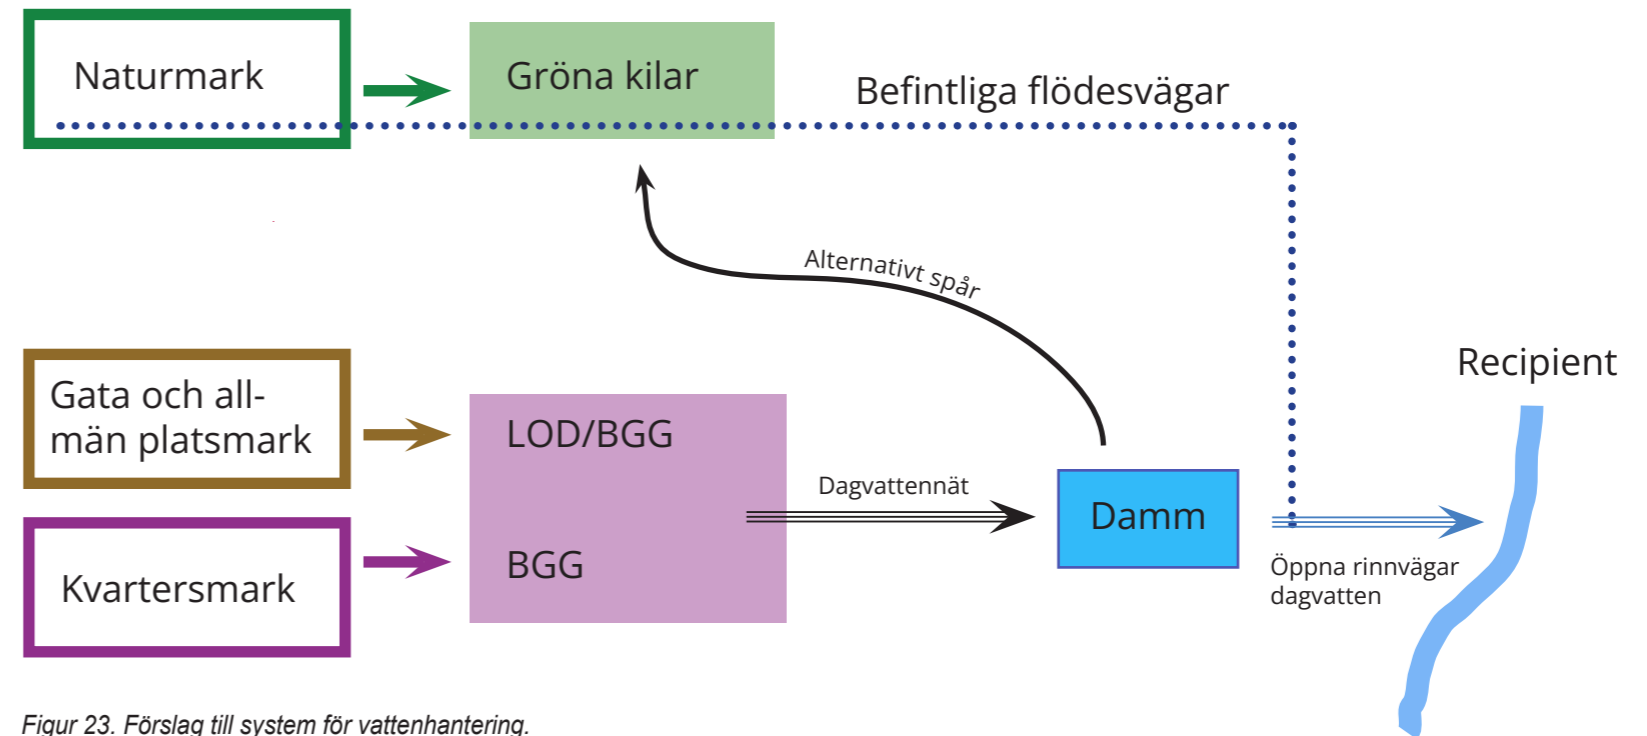 Naturmark
Gröna kilar
Befintliga flödesvägar
Alternativt spår
Recipient
Gata och all-
män platsmark
LOD/BGG
Dagvattennät
Damm
BGG
Kvartersmark
Öppna rinnvägar
dagvatten
Figur 23. Förslag till system för vattenhantering.